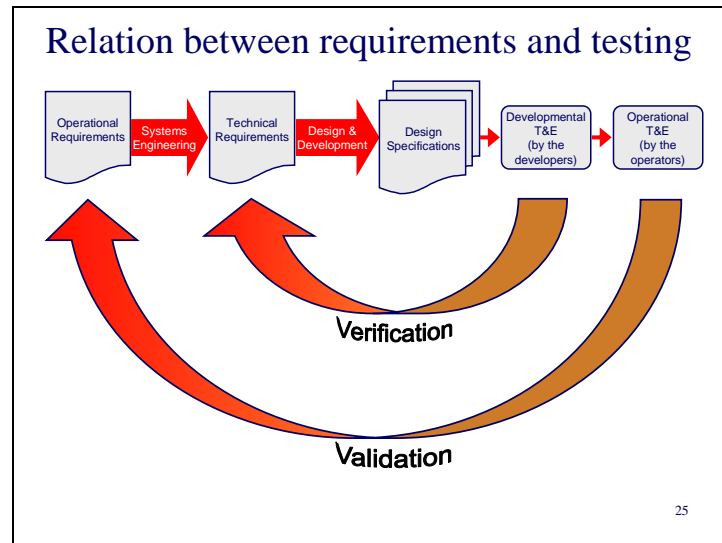 Relation between requirements and testing
Operational
Requirements
Systems
Engineering
Technical
Requirements
Design &
Development
Design
Specifications
Developmental
T&E
(by the
developers)
Operational
T&E
(by the
operators)
Verification
Validation
25